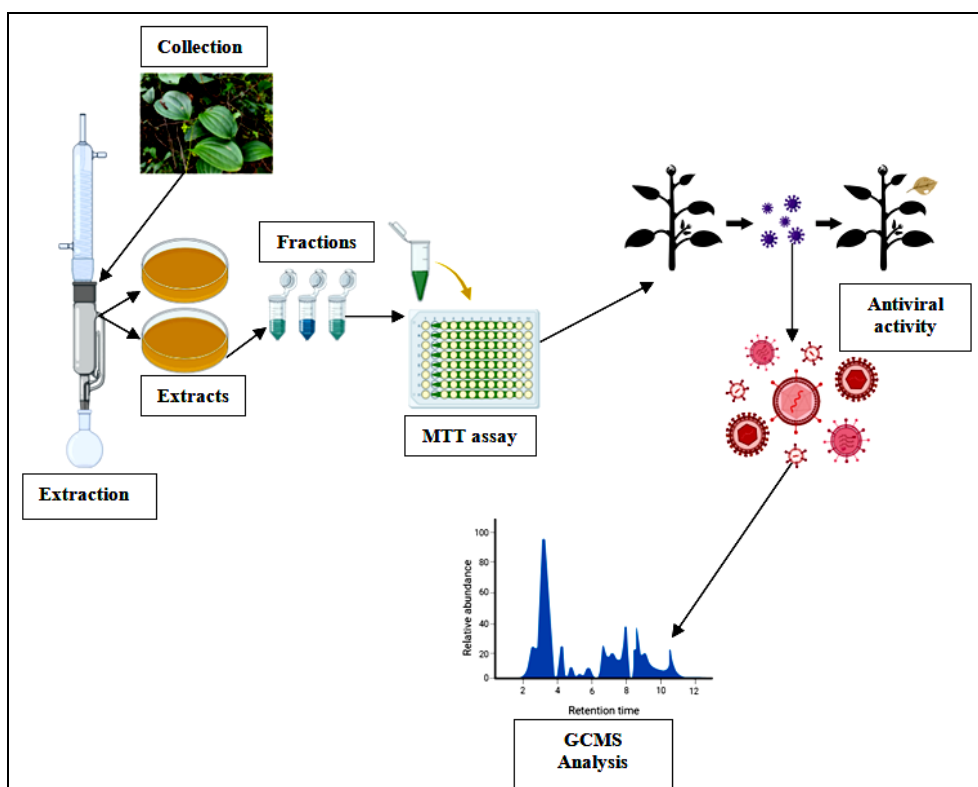 Collection
Fractions
Extracts
MTT assay
Extraction
Antiviral
activity
Relative abundance
100
80
60
40
20
0
2 4 6 8 10 12
Retention time
GCMS
Analysis